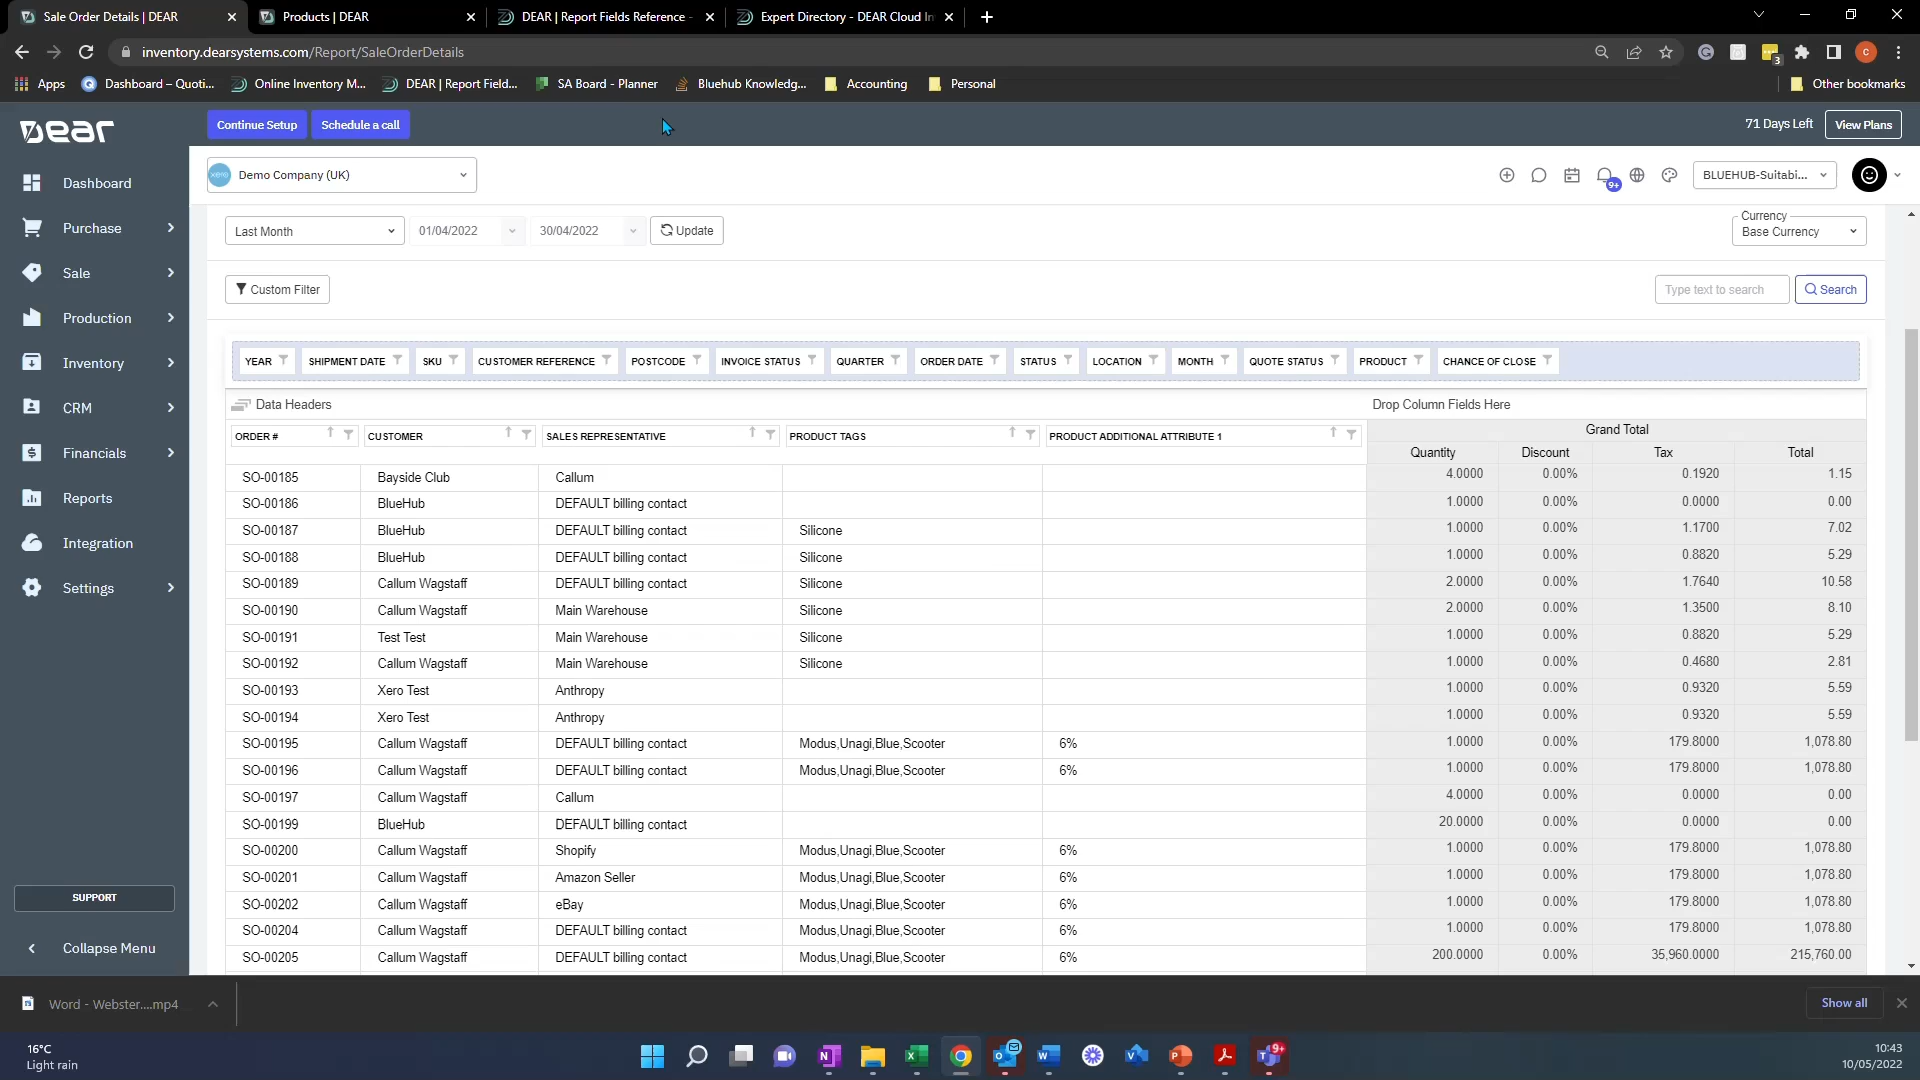 Sale Order Details | DEAR
Products | DEAR
DEAR | Report Fields Reference -
Expert Directory - DEAR Cloud In
inventory.dearsystems.com/Report/SaleOrderDetails
3
C
Apps
Dashboard – Quoti...
Online Inventory M...
DEAR | Report Field...
SA Board - Planner
Bluehub Knowledg...
Accounting
Personal
Other bookmarks
Dear
Continue Setup
Schedule a call
71 Days Left
View Plans
xero
Demo Company (UK)
9+
BLUEHUB-Suitabi...
Dashboard
Purchase
Sale
Production
Inventory
CRM
Financials
Reports
Integration
Settings
SUPPORT
Collapse Menu
Last Month
01/04/2022
30/04/2022
Update
Currency
Base Currency
Custom Filter
Type text to search
Search
YEAR SHIPMENT DATE SKU CUSTOMER REFERENCE POSTCODE INVOICE STATUS QUARTER ORDER DATE STATUS LOCATION MONTH QUOTE STATUS PRODUCT CHANCE OF CLOSE
Data Headers
Drop Column Fields Here
Grand Total
ORDER # CUSTOMER SALES REPRESENTATIVE PRODUCT TAGS PRODUCT ADDITIONAL ATTRIBUTE 1 Quantity Discount Tax Total
SO-00185 Bayside Club Callum 4.0000 0.00% 0.1920 1.15
SO-00186 BlueHub DEFAULT billing contact 1.0000 0.00% 0.0000 0.00
SO-00187 BlueHub DEFAULT billing contact Silicone 1.0000 0.00% 1.1700 7.02
SO-00188 BlueHub DEFAULT billing contact Silicone 1.0000 0.00% 0.8820 5.29
SO-00189 Callum Wagstaff DEFAULT billing contact Silicone 2.0000 0.00% 1.7640 10.58
SO-00190 Callum Wagstaff Main Warehouse Silicone 2.0000 0.00% 1.3500 8.10
SO-00191 Test Test Main Warehouse Silicone 1.0000 0.00% 0.8820 5.29
SO-00192 Callum Wagstaff Main Warehouse Silicone 1.0000 0.00% 0.4680 2.81
SO-00193 Xero Test Anthropy 1.0000 0.00% 0.9320 5.59
SO-00194 Xero Test Anthropy 1.0000 0.00% 0.9320 5.59
SO-00195 Callum Wagstaff DEFAULT billing contact Modus,Unagi,Blue,Scooter 6% 1.0000 0.00% 179.8000 1,078.80
SO-00196 Callum Wagstaff DEFAULT billing contact Modus,Unagi,Blue,Scooter 6% 1.0000 0.00% 179.8000 1,078.80
SO-00197 Callum Wagstaff Callum 4.0000 0.00% 0.0000 0.00
SO-00199 BlueHub DEFAULT billing contact 20.0000 0.00% 0.0000 0.00
SO-00200 Callum Wagstaff Shopify Modus,Unagi,Blue,Scooter 6% 1.0000 0.00% 179.8000 1,078.80
SO-00201 Callum Wagstaff Amazon Seller Modus,Unagi,Blue,Scooter 6% 1.0000 0.00% 179.8000 1,078.80
SO-00202 Callum Wagstaff eBay Modus,Unagi,Blue,Scooter 6% 1.0000 0.00% 179.8000 1,078.80
SO-00204 Callum Wagstaff DEFAULT billing contact Modus,Unagi,Blue,Scooter 6% 1.0000 0.00% 179.8000 1,078.80
SO-00205 Callum Wagstaff DEFAULT billing contact Modus,Unagi,Blue,Scooter 6% 200.0000 0.00% 35,960.0000 215,760.00
Word - Webster....mp4
Show all
16°C
Light rain
9+
10:43
10/05/2022